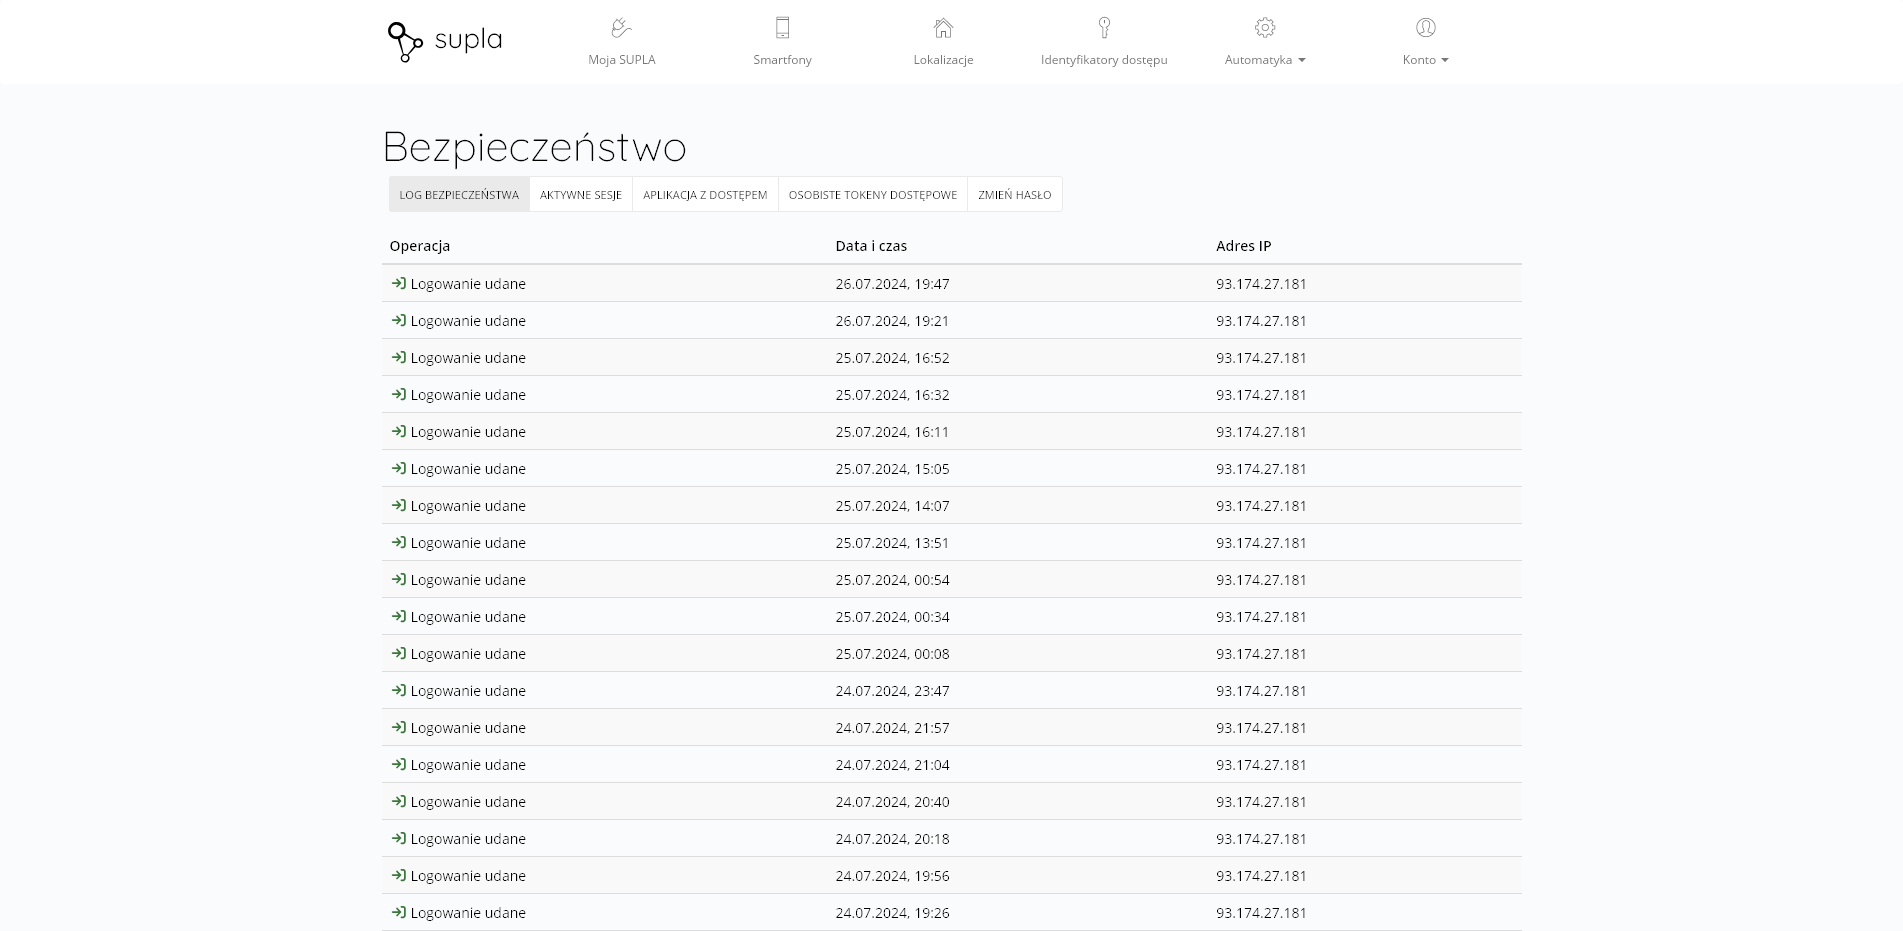 supla
Moja SUPLA
Smartfony
Lokalizacje
Identyfikatory dostępu
Automatyka
Konto
Bezpieczeństwo
LOG BEZPIECZEŃSTWA AKTYWNE SESJE APLIKACJA Z DOSTĘPEM OSOBISTE TOKENY DOSTĘPOWE ZMIEŃ HASŁO
Operacja Data i czas Adres IP
Logowanie udane 26.07.2024, 19:47 93.174.27.181
Logowanie udane 26.07.2024, 19:21 93.174.27.181
Logowanie udane 25.07.2024, 16:52 93.174.27.181
Logowanie udane 25.07.2024, 16:32 93.174.27.181
Logowanie udane 25.07.2024, 16:11 93.174.27.181
Logowanie udane 25.07.2024, 15:05 93.174.27.181
Logowanie udane 25.07.2024, 14:07 93.174.27.181
Logowanie udane 25.07.2024, 13:51 93.174.27.181
Logowanie udane 25.07.2024, 00:54 93.174.27.181
Logowanie udane 25.07.2024, 00:34 93.174.27.181
Logowanie udane 25.07.2024, 00:08 93.174.27.181
Logowanie udane 24.07.2024, 23:47 93.174.27.181
Logowanie udane 24.07.2024, 21:57 93.174.27.181
Logowanie udane 24.07.2024, 21:04 93.174.27.181
Logowanie udane 24.07.2024, 20:40 93.174.27.181
Logowanie udane 24.07.2024, 20:18 93.174.27.181
Logowanie udane 24.07.2024, 19:56 93.174.27.181
Logowanie udane 24.07.2024, 19:26 93.174.27.181